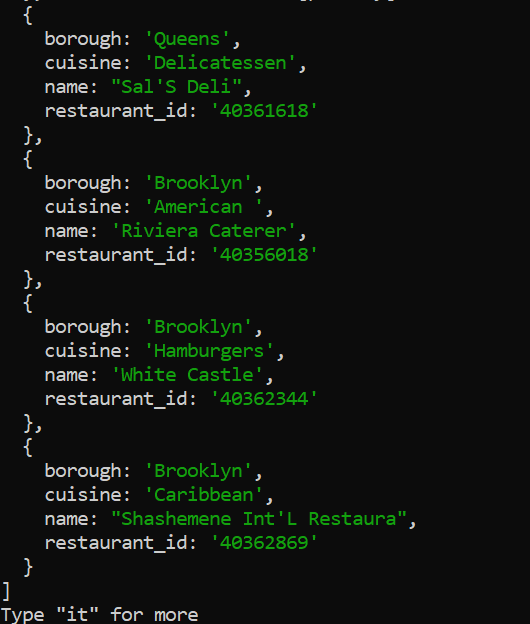 {
borough: 'Queens',
cuisine: 'Delicatessen',
name: "Sal'S Deli",
restaurant_id: '40361618'
},
{
borough: 'Brooklyn',
cuisine: 'American ',
name: 'Riviera Caterer',
restaurant_id: '40356018'
},
{
borough: 'Brooklyn',
cuisine: 'Hamburgers',
name: 'White Castle',
restaurant_id: '40362344'
},
{
borough: 'Brooklyn',
cuisine: 'Caribbean',
name: "Shashemene Int'L Restaura",
restaurant_id: '40362869'
}
]
Type "it" for more